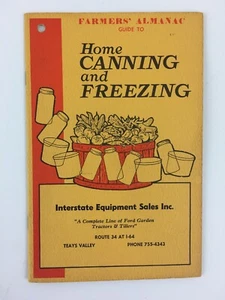 FARMERS' ALMANAC
GUIDE TO
Home
CANNING
and
FREEZING
Interstate Equipment Sales Inc.
"A Complete Line of Ford Garden
Tractors & Tillers"
ROUTE 34 AT I-64
TEAYS VALLEY PHONE 755-4343